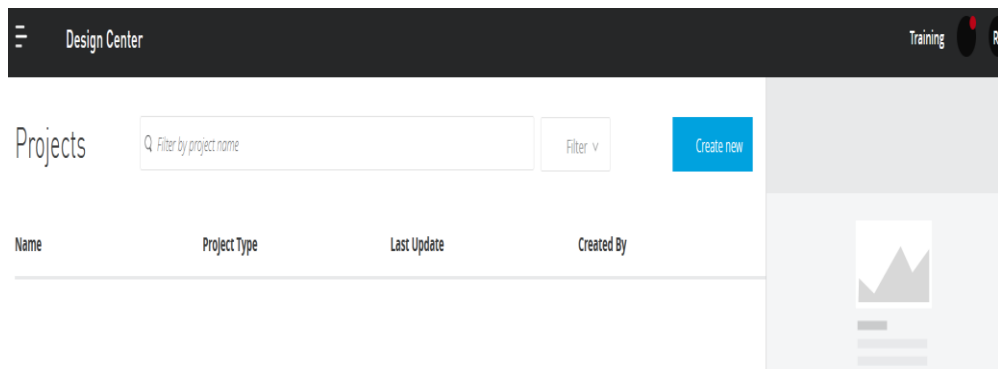 Design Center
Training
R
Projects
Filter by project name
Filter
Create new
Name Project Type Last Update Created By